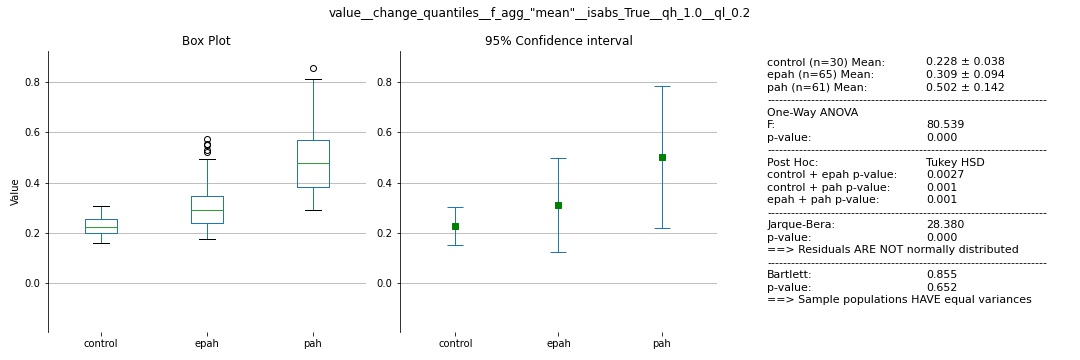 value__change_quantiles__f_agg_"mean"__isabs_True__qh_1.0__ql_0.2
Box Plot
Value
0.8
0.6
0.4
0.2
0.0
control epah pah
95% Confidence interval
0.8
0.6
0.4
0.2
0.0
control epah pah
control (n=30) Mean: 0.228 ± 0.038
epah (n=65) Mean: 0.309 ± 0.094
pah (n=61) Mean: 0.502 ± 0.142
One-Way ANOVA
F: 80.539
p-value: 0.000
Post Hoc: Tukey HSD
control + epah p-value: 0.0027
control + pah p-value: 0.001
epah + pah p-value: 0.001
Jarque-Bera: 28.380
p-value: 0.000
==> Residuals ARE NOT normally distributed
Bartlett: 0.855
p-value: 0.652
==> Sample populations HAVE equal variances